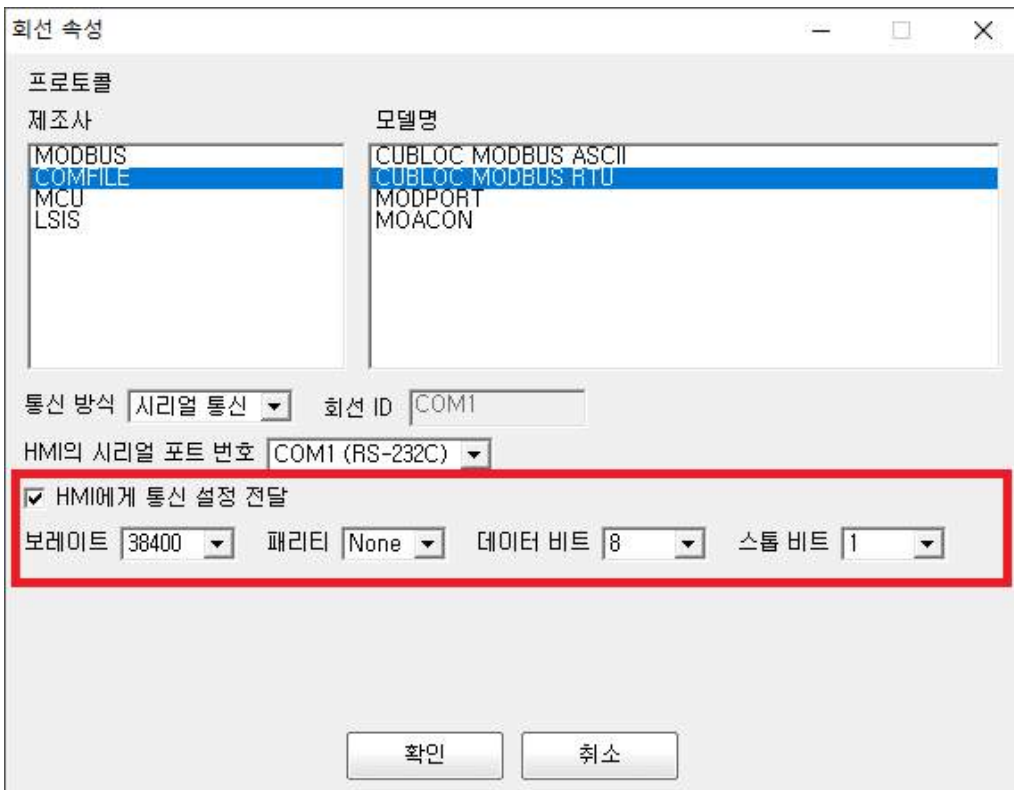 회선 속성
프로토콜
제조사 모델명
MODBUS CUBLOC MODBUS ASCII
COMFILE CUBLOC MODBUS RTU
MCU MODPORT
LSIS MOACON
통신 방식 시리얼 통신 회선 ID COM1
HMI의 시리얼 포트 번호 COM1 (RS-232C)
HMI에게 통신 설정 전달
보레이트 38400 패리티 None 데이터 비트 8 스톱 비트 1
확인 취소